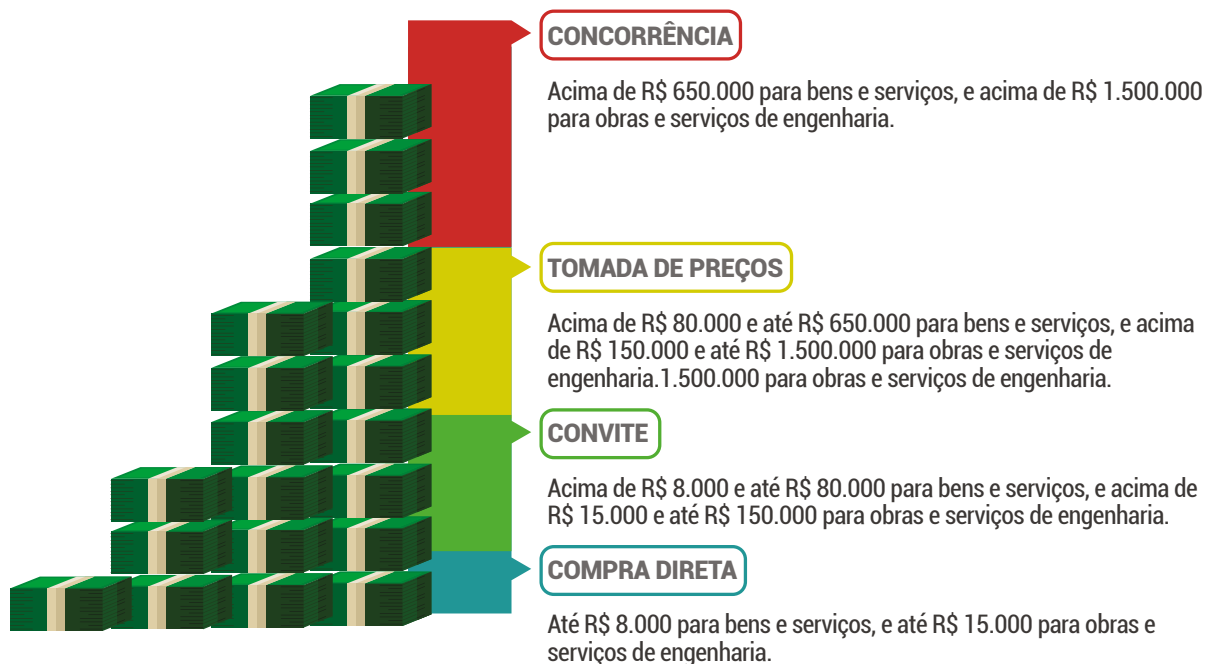 CONCORRÊNCIA
Acima de R$ 650.000 para bens e serviços, e acima de R$ 1.500.000
para obras e serviços de engenharia.
TOMADA DE PREÇOS
Acima de R$ 80.000 e até R$ 650.000 para bens e serviços, e acima
de R$ 150.000 e até R$ 1.500.000 para obras e serviços de
engenharia.1.500.000 para obras e serviços de engenharia.
CONVITE
Acima de R$ 8.000 e até R$ 80.000 para bens e serviços, e acima de
R$ 15.000 e até R$ 150.000 para obras e serviços de engenharia.
COMPRA DIRETA
Até R$ 8.000 para bens e serviços, e até R$ 15.000 para obras e
serviços de engenharia.